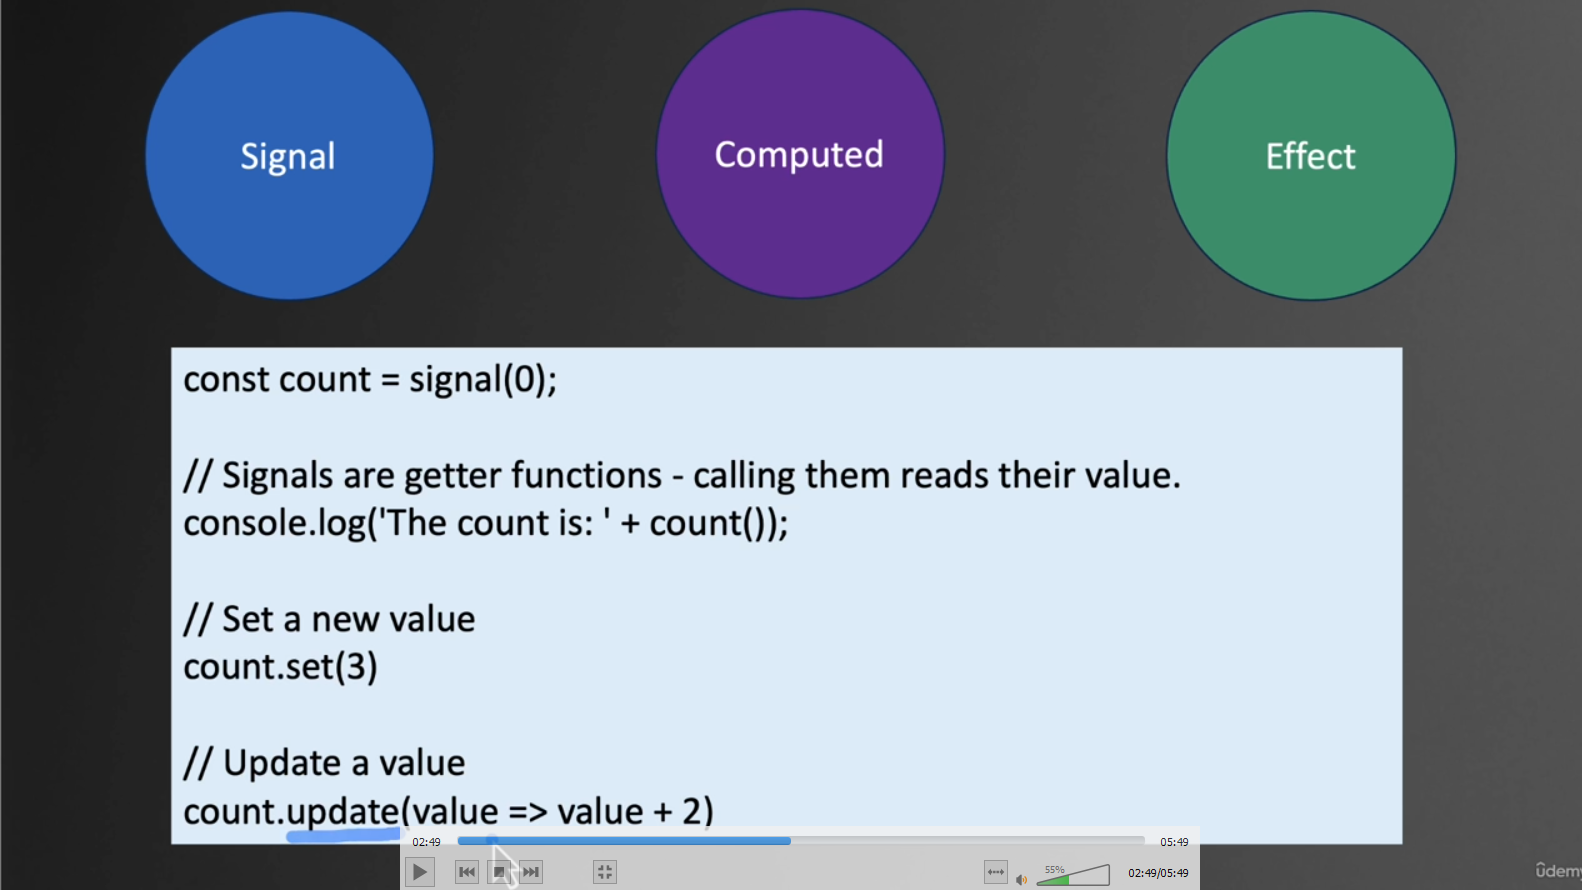 Signal
Computed
Effect
const count = signal(0);
// Signals are getter functions - calling them reads their value.
console.log('The count is: ' + count());
// Set a new value
count.set(3)
// Update a value
count.update(value => value + 2)
02:49
05:49
55%
02:49/05:49
ûdemy